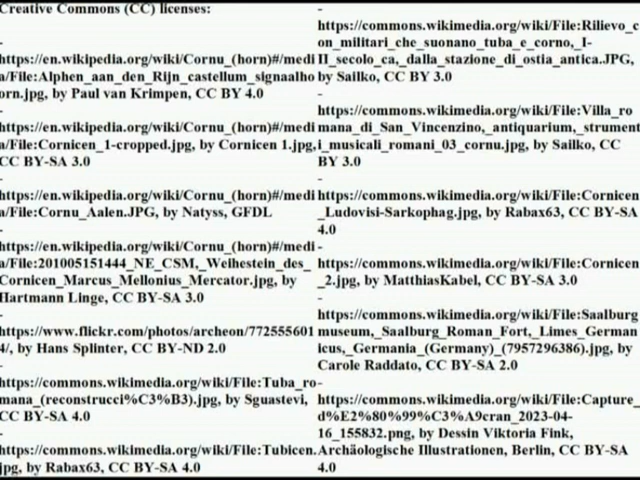 Creative Commons (CC) licenses:
-
https://en.wikipedia.org/wiki/Cornu_(horn)#/medi
a/File:Alphen_aan_den_Rijn_castellum_signaalho
orn.jpg, by Paul van Krimpen, CC BY 4.0
-
https://en.wikipedia.org/wiki/Cornu_(horn)#/medi
a/File:Cornicen_1-cropped.jpg, by Cornicen 1.jpg,
CC BY-SA 3.0
-
https://en.wikipedia.org/wiki/Cornu_(horn)#/medi
a/File:Cornu_Aalen.JPG, by Natyss, GFDL
-
https://en.wikipedia.org/wiki/Cornu_(horn)#/medi
a/File:201005151444_NE_CSM,_Weihestein_des_
Cornicen_Marcus_Mellonius_Mercator.jpg, by
Hartmann Linge, CC BY-SA 3.0
-
https://www.flickr.com/photos/archeon/772555601
4/, by Hans Splinter, CC BY-ND 2.0
-
https://commons.wikimedia.org/wiki/File:Tuba_ro
mana_(reconstrucci%C3%B3).jpg, by Sguastevi,
CC BY-SA 4.0
-
https://commons.wikimedia.org/wiki/File:Tubicen.
jpg, by Rabax63, CC BY-SA 4.0
-
https://commons.wikimedia.org/wiki/File:Rilievo_c
on_militari_che_suonano_tuba_e_corno,_I-
II_secolo_ca,_dalla_stazione_di_ostia_antica.JPG,
by Sailko, CC BY 3.0
-
https://commons.wikimedia.org/wiki/File:Villa_ro
mana_di_San_Vincenzino,_antiquarium,_strument
i_musicali_romani_03_cornu.jpg, by Sailko, CC
BY 3.0
-
https://commons.wikimedia.org/wiki/File:Cornicen
_Ludovisi-Sarkophag.jpg, by Rabax63, CC BY-SA
4.0
-
https://commons.wikimedia.org/wiki/File:Cornicen
_2.jpg, by MatthiasKabel, CC BY-SA 3.0
-
https://commons.wikimedia.org/wiki/File:Saalburg
museum,_Saalburg_Roman_Fort,_Limes_German
icus,_Germania_(Germany)_(7957296386).jpg, by
Carole Raddato, CC BY-SA 2.0
-
https://commons.wikimedia.org/wiki/File:Capture_
d%E2%80%99%C3%A9cran_2023-04-
16_155832.png, by Dessin Viktoria Fink,
Archäologische Illustrationen, Berlin, CC BY-SA
4.0